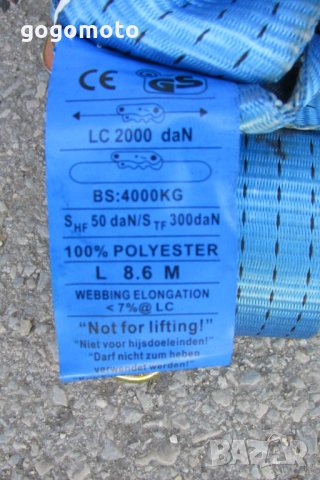 gogomoto
CE GS
LC 2000 daN
BS:4000KG
SHF 50 daN/STF 300daN
100% POLYESTER
L 8.6 M
WEBBING ELONGATION
< 7%@ LC
"Not for lifting!"
"Niet voor hijsdoeleinden!"
"Darf nicht zum heben
verwendet werden!"
BAZAR